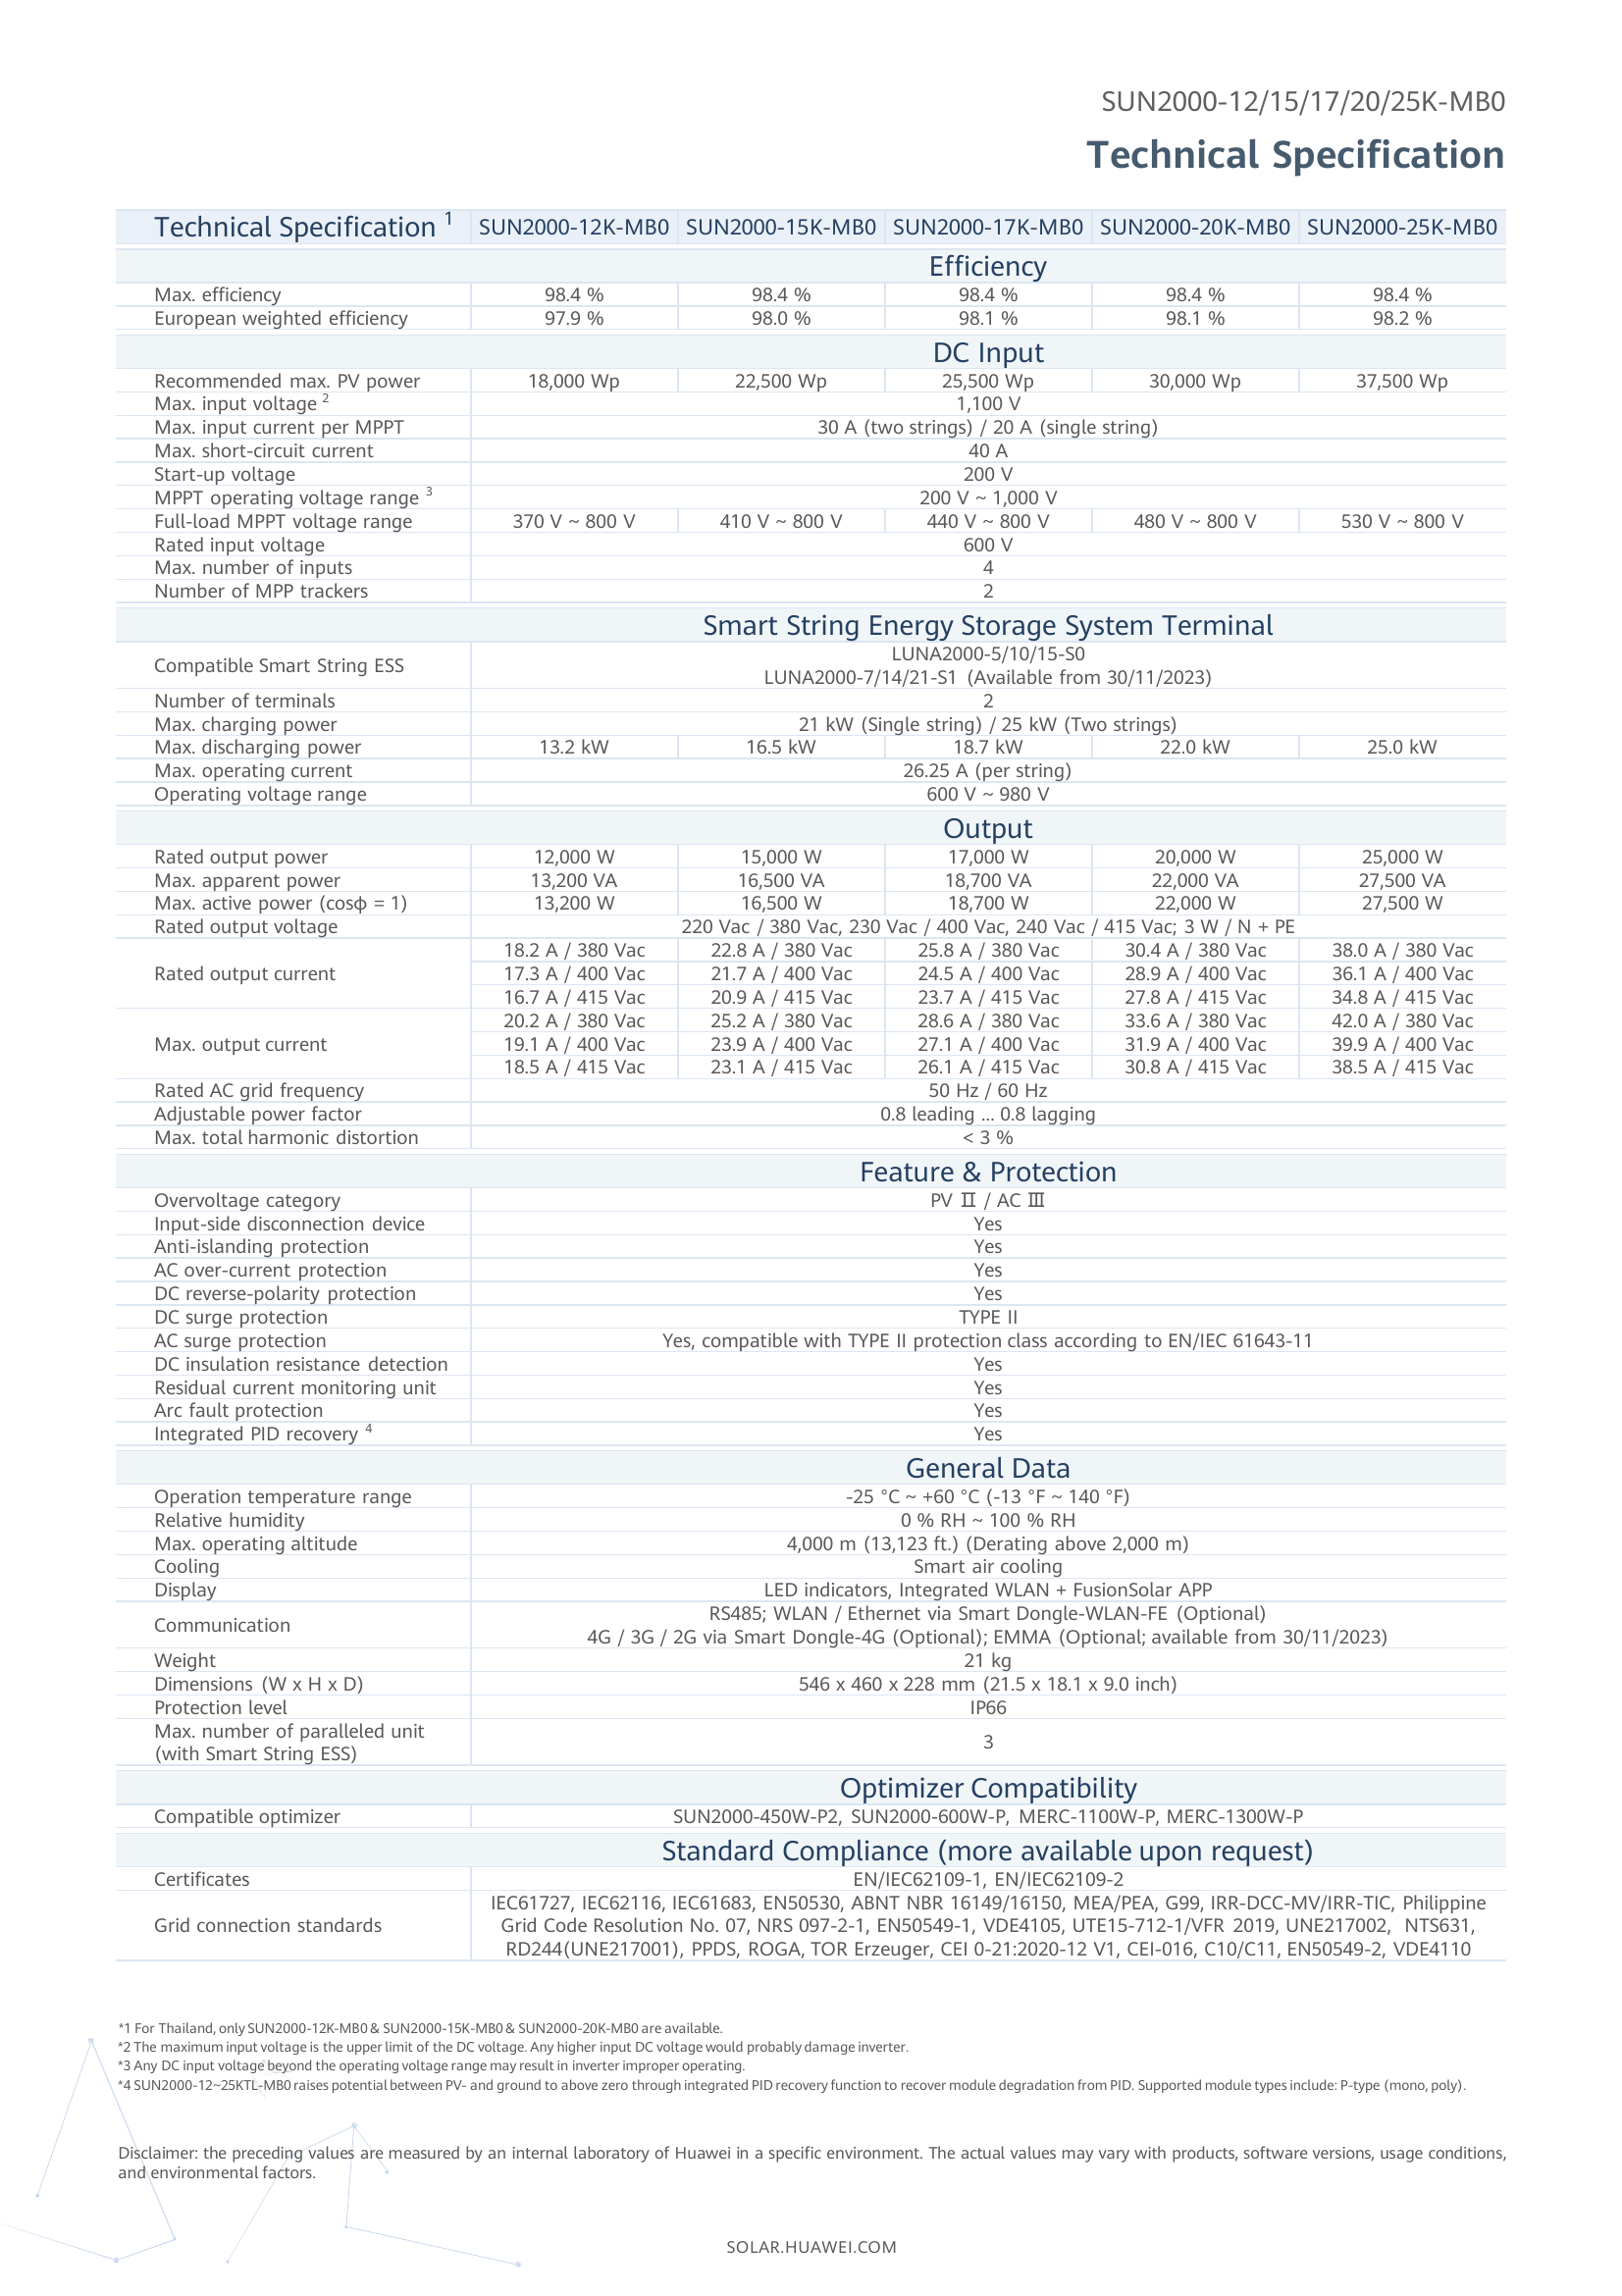 SUN2000-12/15/17/20/25K-MB0
Technical Specification
Technical Specification 1 SUN2000-12K-MB0 SUN2000-15K-MB0 SUN2000-17K-MB0 SUN2000-20K-MB0 SUN2000-25K-MB0
Efficiency
Max. efficiency 98.4 % 98.4 % 98.4 % 98.4 % 98.4 %
European weighted efficiency 97.9 % 98.0 % 98.1 % 98.1 % 98.2 %
DC Input
Recommended max. PV power 18,000 Wp 22,500 Wp 25,500 Wp 30,000 Wp 37,500 Wp
Max. input voltage 2 1,100 V
Max. input current per MPPT 30 A (two strings) / 20 A (single string)
Max. short-circuit current 40 A
Start-up voltage 200 V
MPPT operating voltage range 3 200 V ~ 1,000 V
Full-load MPPT voltage range 370 V ~ 800 V 410 V ~ 800 V 440 V ~ 800 V 480 V ~ 800 V 530 V ~ 800 V
Rated input voltage 600 V
Max. number of inputs 4
Number of MPP trackers 2
Smart String Energy Storage System Terminal
Compatible Smart String ESS LUNA2000-5/10/15-S0
LUNA2000-7/14/21-S1 (Available from 30/11/2023)
Number of terminals 2
Max. charging power 21 kW (Single string) / 25 kW (Two strings)
Max. discharging power 13.2 kW 16.5 kW 18.7 kW 22.0 kW 25.0 kW
Max. operating current 26.25 A (per string)
Operating voltage range 600 V ~ 980 V
Output
Rated output power 12,000 W 15,000 W 17,000 W 20,000 W 25,000 W
Max. apparent power 13,200 VA 16,500 VA 18,700 VA 22,000 VA 27,500 VA
Max. active power (cosϕ = 1) 13,200 W 16,500 W 18,700 W 22,000 W 27,500 W
Rated output voltage 220 Vac / 380 Vac, 230 Vac / 400 Vac, 240 Vac / 415 Vac; 3 W / N + PE
18.2 A / 380 Vac 22.8 A / 380 Vac 25.8 A / 380 Vac 30.4 A / 380 Vac 38.0 A / 380 Vac
Rated output current 17.3 A / 400 Vac 21.7 A / 400 Vac 24.5 A / 400 Vac 28.9 A / 400 Vac 36.1 A / 400 Vac
16.7 A / 415 Vac 20.9 A / 415 Vac 23.7 A / 415 Vac 27.8 A / 415 Vac 34.8 A / 415 Vac
20.2 A / 380 Vac 25.2 A / 380 Vac 28.6 A / 380 Vac 33.6 A / 380 Vac 42.0 A / 380 Vac
Max. output current 19.1 A / 400 Vac 23.9 A / 400 Vac 27.1 A / 400 Vac 31.9 A / 400 Vac 39.9 A / 400 Vac
18.5 A / 415 Vac 23.1 A / 415 Vac 26.1 A / 415 Vac 30.8 A / 415 Vac 38.5 A / 415 Vac
Rated AC grid frequency 50 Hz / 60 Hz
Adjustable power factor 0.8 leading ... 0.8 lagging
Max. total harmonic distortion < 3 %
Feature & Protection
Overvoltage category PV Ⅱ / AC Ⅲ
Input-side disconnection device Yes
Anti-islanding protection Yes
AC over-current protection Yes
DC reverse-polarity protection Yes
DC surge protection TYPE II
AC surge protection Yes, compatible with TYPE II protection class according to EN/IEC 61643-11
DC insulation resistance detection Yes
Residual current monitoring unit Yes
Arc fault protection Yes
Integrated PID recovery 4 Yes
General Data
Operation temperature range -25 °C ~ +60 °C (-13 °F ~ 140 °F)
Relative humidity 0 % RH ~ 100 % RH
Max. operating altitude 4,000 m (13,123 ft.) (Derating above 2,000 m)
Cooling Smart air cooling
Display LED indicators, Integrated WLAN + FusionSolar APP
Communication RS485; WLAN / Ethernet via Smart Dongle-WLAN-FE (Optional)
4G / 3G / 2G via Smart Dongle-4G (Optional); EMMA (Optional; available from 30/11/2023)
Weight 21 kg
Dimensions (W x H x D) 546 x 460 x 228 mm (21.5 x 18.1 x 9.0 inch)
Protection level IP66
Max. number of paralleled unit
(with Smart String ESS) 3
Optimizer Compatibility
Compatible optimizer SUN2000-450W-P2, SUN2000-600W-P, MERC-1100W-P, MERC-1300W-P
Standard Compliance (more available upon request)
Certificates EN/IEC62109-1, EN/IEC62109-2
IEC61727, IEC62116, IEC61683, EN50530, ABNT NBR 16149/16150, MEA/PEA, G99, IRR-DCC-MV/IRR-TIC, Philippine
Grid connection standards Grid Code Resolution No. 07, NRS 097-2-1, EN50549-1, VDE4105, UTE15-712-1/VFR 2019, UNE217002, NTS631,
RD244(UNE217001), PPDS, ROGA, TOR Erzeuger, CEI 0-21:2020-12 V1, CEI-016, C10/C11, EN50549-2, VDE4110
*1 For Thailand, only SUN2000-12K-MB0 & SUN2000-15K-MB0 & SUN2000-20K-MB0 are available.
*2 The maximum input voltage is the upper limit of the DC voltage. Any higher input DC voltage would probably damage inverter.
*3 Any DC input voltage beyond the operating voltage range may result in inverter improper operating.
*4 SUN2000-12~25KTL-MB0 raises potential between PV- and ground to above zero through integrated PID recovery function to recover module degradation from PID. Supported module types include: P-type (mono, poly).
Disclaimer: the preceding values are measured by an internal laboratory of Huawei in a specific environment. The actual values may vary with products, software versions, usage conditions,
and environmental factors.
SOLAR.HUAWEI.COM